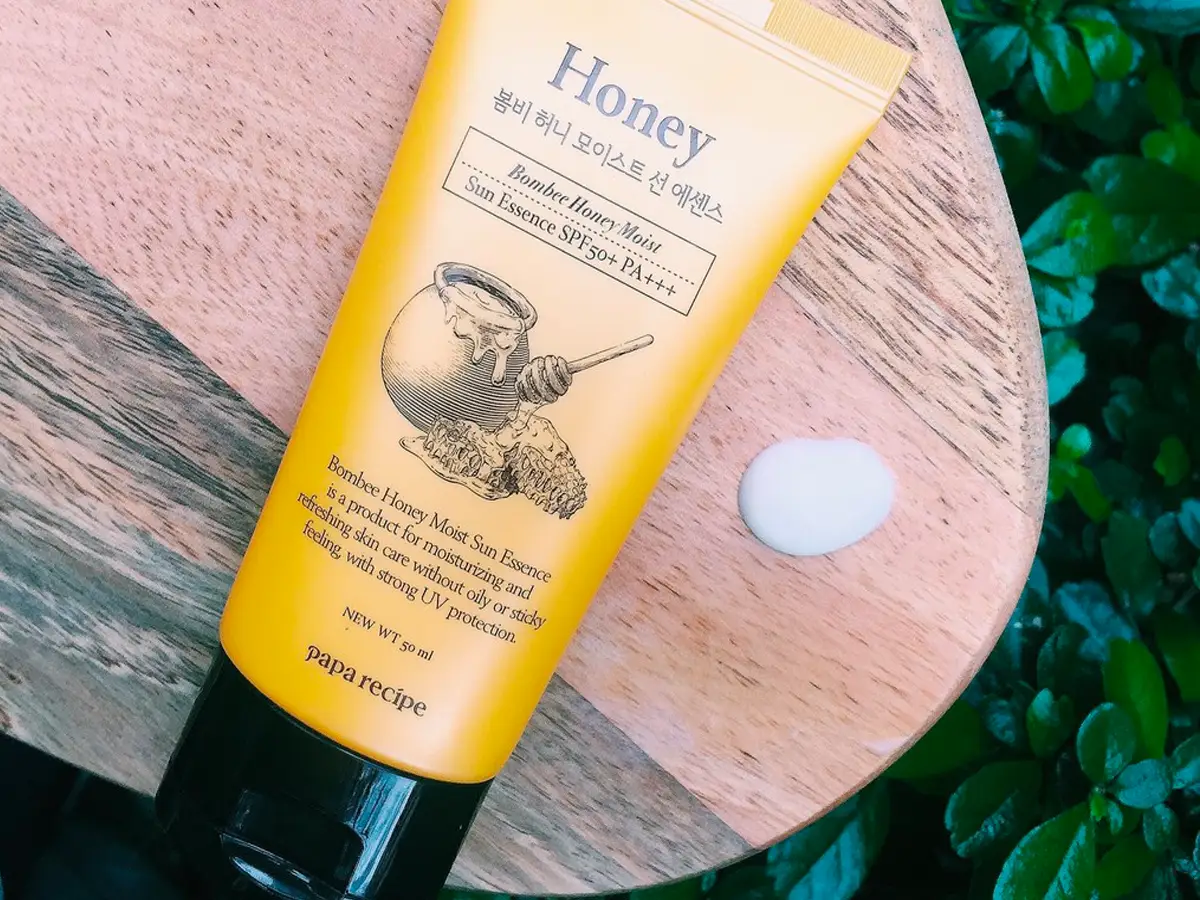 Honey
봄비 허니 모이스트 선 에센스
Bombee Honey Moist
Sun Essence SPF50+ PA+++
Bombee Honey Moist Sun Essence
is a product for moisturizing and
refreshing skin care without oily or sticky
feeling, with strong UV protection.
NEW WT 50 ml
papa recipe